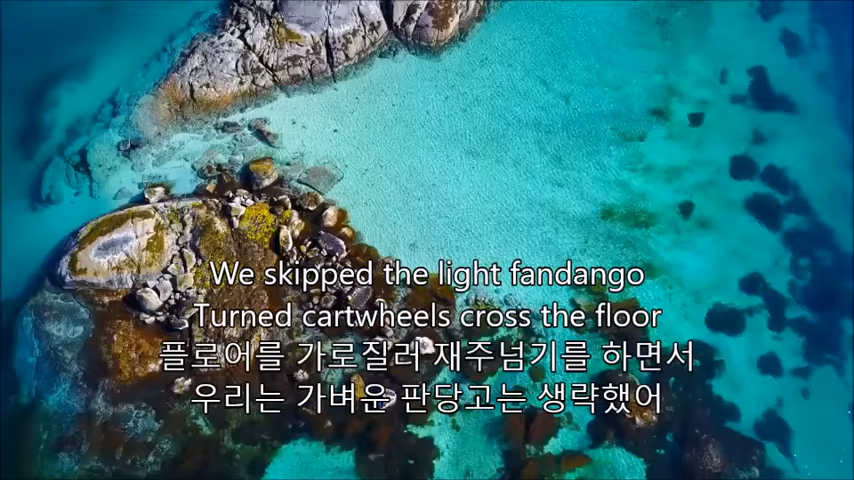 We skipped the light fandango
Turned cartwheels cross the floor
플로어를 가로질러 재주넘기를 하면서
우리는 가벼운 판당고는 생략했어